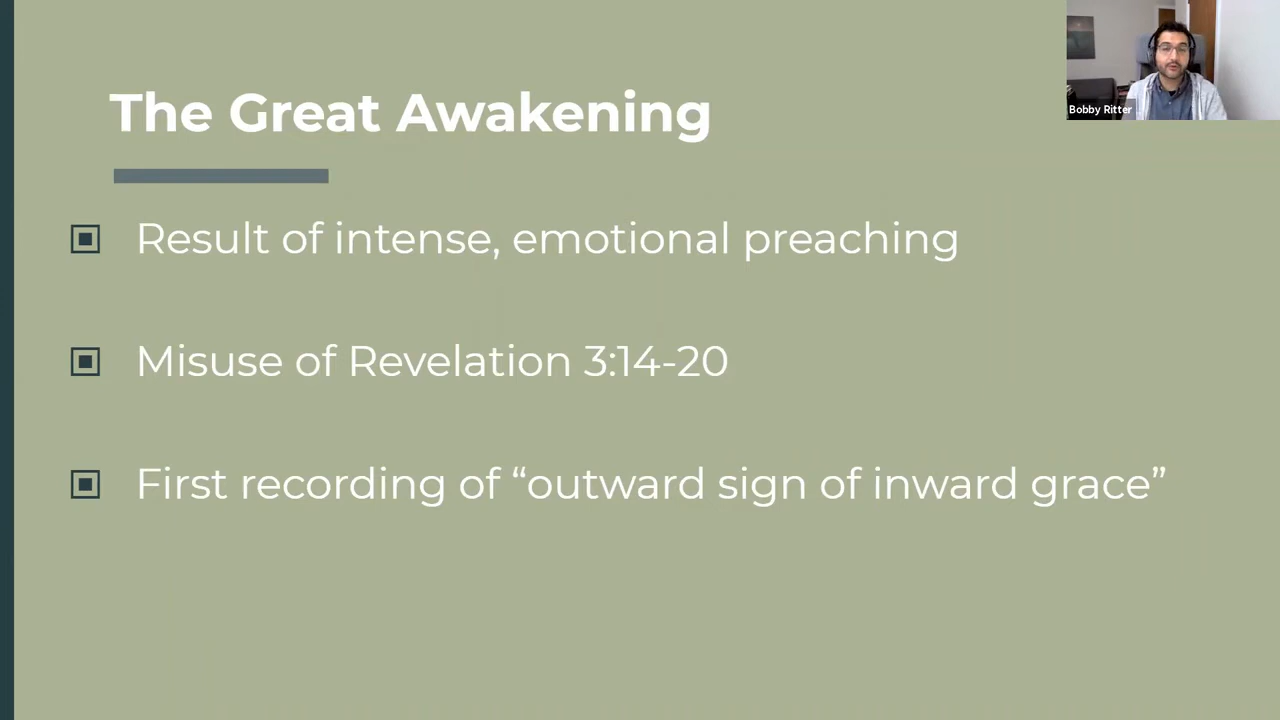 The Great Awakening
Bobby Ritter
Result of intense, emotional preaching
Misuse of Revelation 3:14-20
First recording of “outward sign of inward grace”